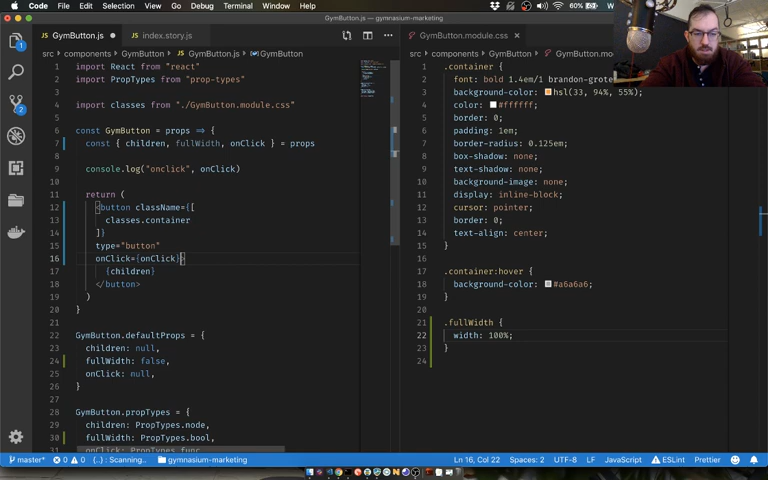 Code File Edit Selection View Go Debug Terminal Window Help 60%
GymButton.js — gymnasium-marketing
GymButton.js index.story.js GymButton.module.css
src > components > GymButton > GymButton.js > GymButton
src > components > GymButton > GymButton.mod
1 import React from "react"
2 import PropTypes from "prop-types"
3
4 import classes from "./GymButton.module.css"
5
6 const GymButton = props => {
7 const { children, fullWidth, onClick } = props
8
9 console.log("onclick", onClick)
10
11 return (
12 <button className={[
13 classes.container
14 ]}
15 type="button"
16 onClick={onClick}>
17 {children}
18 </button>
19 )
20 }
21
22 GymButton.defaultProps = {
23 children: null,
24 fullWidth: false,
25 onClick: null,
26 }
27
28 GymButton.propTypes = {
29 children: PropTypes.node,
30 fullWidth: PropTypes.bool,
onClick: PropTypes.func
1 .container {
2 font: bold 1.4em/1 brandon-grote
3 background-color: hsl(33, 94%, 55%);
4 color: #ffffff;
5 border: 0;
6 padding: 1em;
7 border-radius: 0.125em;
8 box-shadow: none;
9 text-shadow: none;
10 background-image: none;
11 display: inline-block;
12 cursor: pointer;
13 border: 0;
14 text-align: center;
15 }
16
17 .container:hover {
18 background-color: #a6a6a6;
19 }
20
21 .fullWidth {
22 width: 100%;
23 }
24
master* 0 0 {..} : Scanning.. gymnasium-marketing Ln 16, Col 22 Spaces: 2 UTF-8 LF JavaScript ESLint Prettier